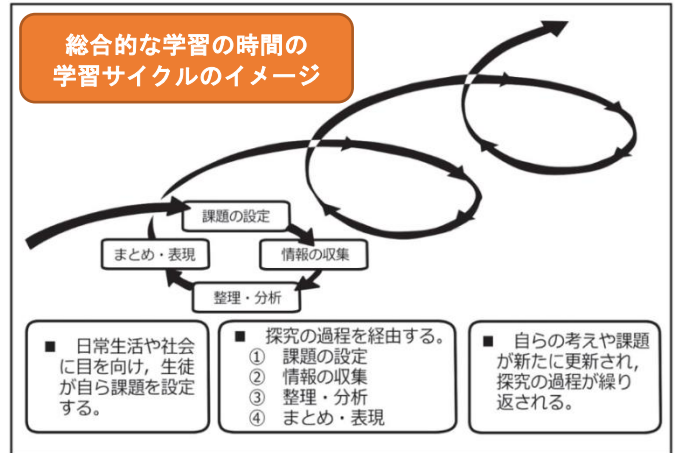 総合的な学習の時間の
学習サイクルのイメージ
課題の設定
まとめ・表現
情報の収集
整理・分析
■ 日常生活や社会
に目を向け，生徒
が自ら課題を設定
する。
■ 探究の過程を経由する。
① 課題の設定
② 情報の収集
③ 整理・分析
④ まとめ・表現
■ 自らの考えや課題
が新たに更新され，
探究の過程が繰り
返される。